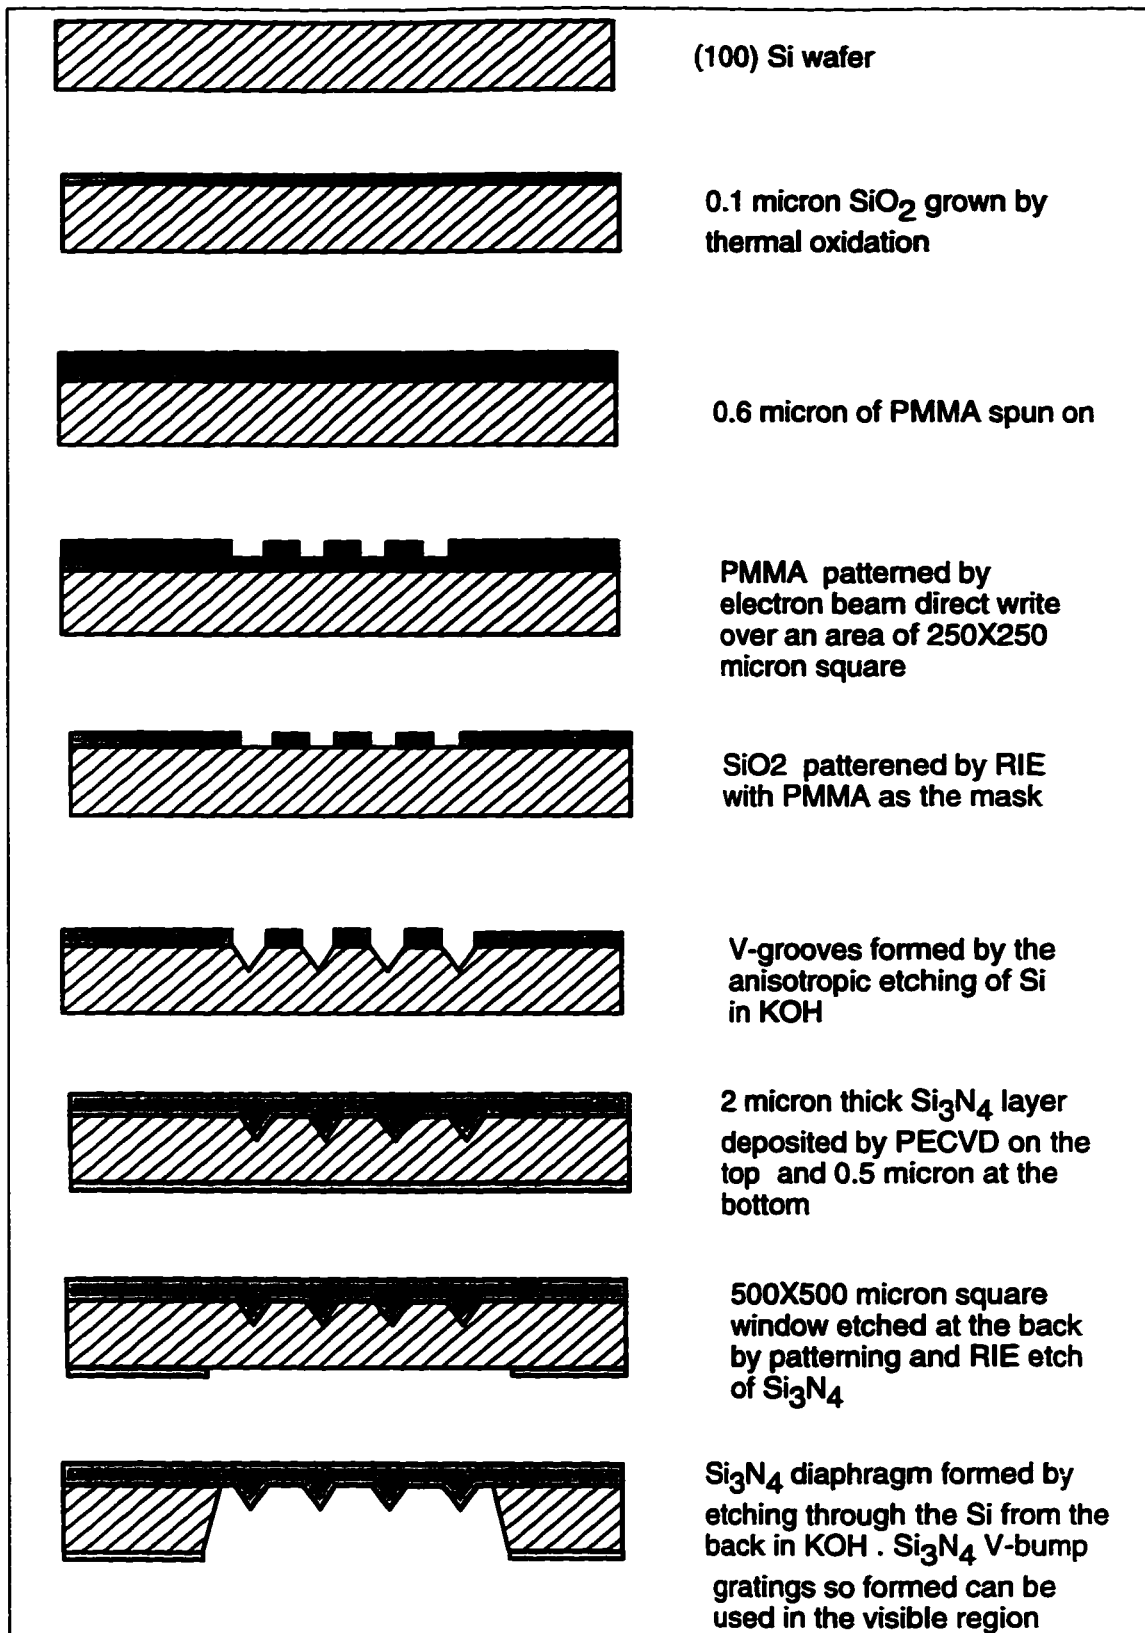 (100) Si wafer
0.1 micron SiO2 grown by
thermal oxidation
0.6 micron of PMMA spun on
PMMA patterned by
electron beam direct write
over an area of 250X250
micron square
SiO2 patterened by RIE
with PMMA as the mask
V-grooves formed by the
anisotropic etching of Si
in KOH
2 micron thick Si3N4 layer
deposited by PECVD on the
top and 0.5 micron at the
bottom
500X500 micron square
window etched at the back
by patterning and RIE etch
of Si3N4
Si3N4 diaphragm formed by
etching through the Si from the
back in KOH . Si3N4 V-bump
gratings so formed can be
used in the visible region